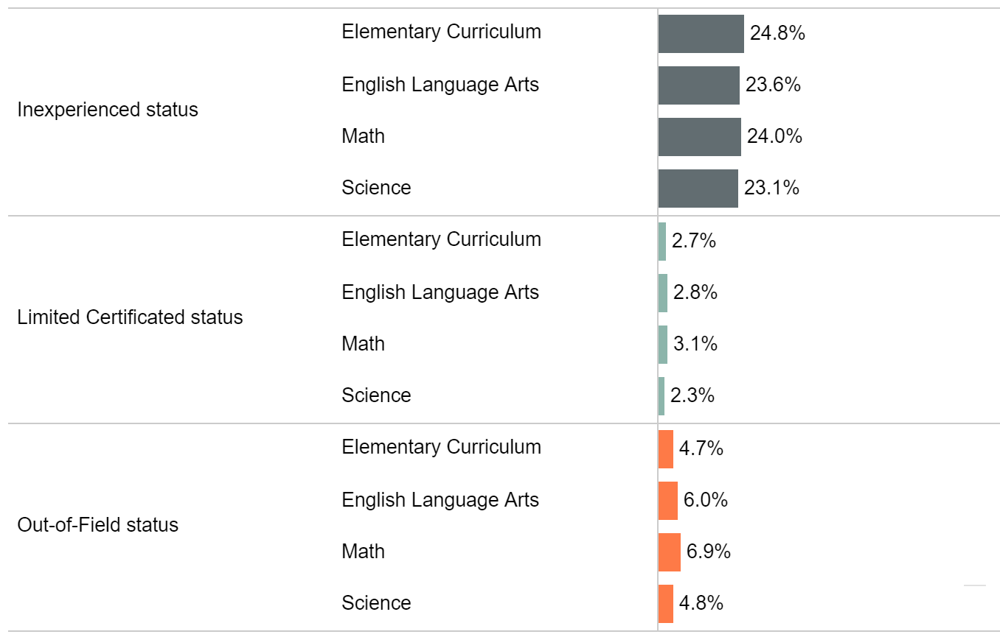 Inexperienced status
Elementary Curriculum 24.8%
English Language Arts 23.6%
Math 24.0%
Science 23.1%
Limited Certificated status
Elementary Curriculum 2.7%
English Language Arts 2.8%
Math 3.1%
Science 2.3%
Out-of-Field status
Elementary Curriculum 4.7%
English Language Arts 6.0%
Math 6.9%
Science 4.8%